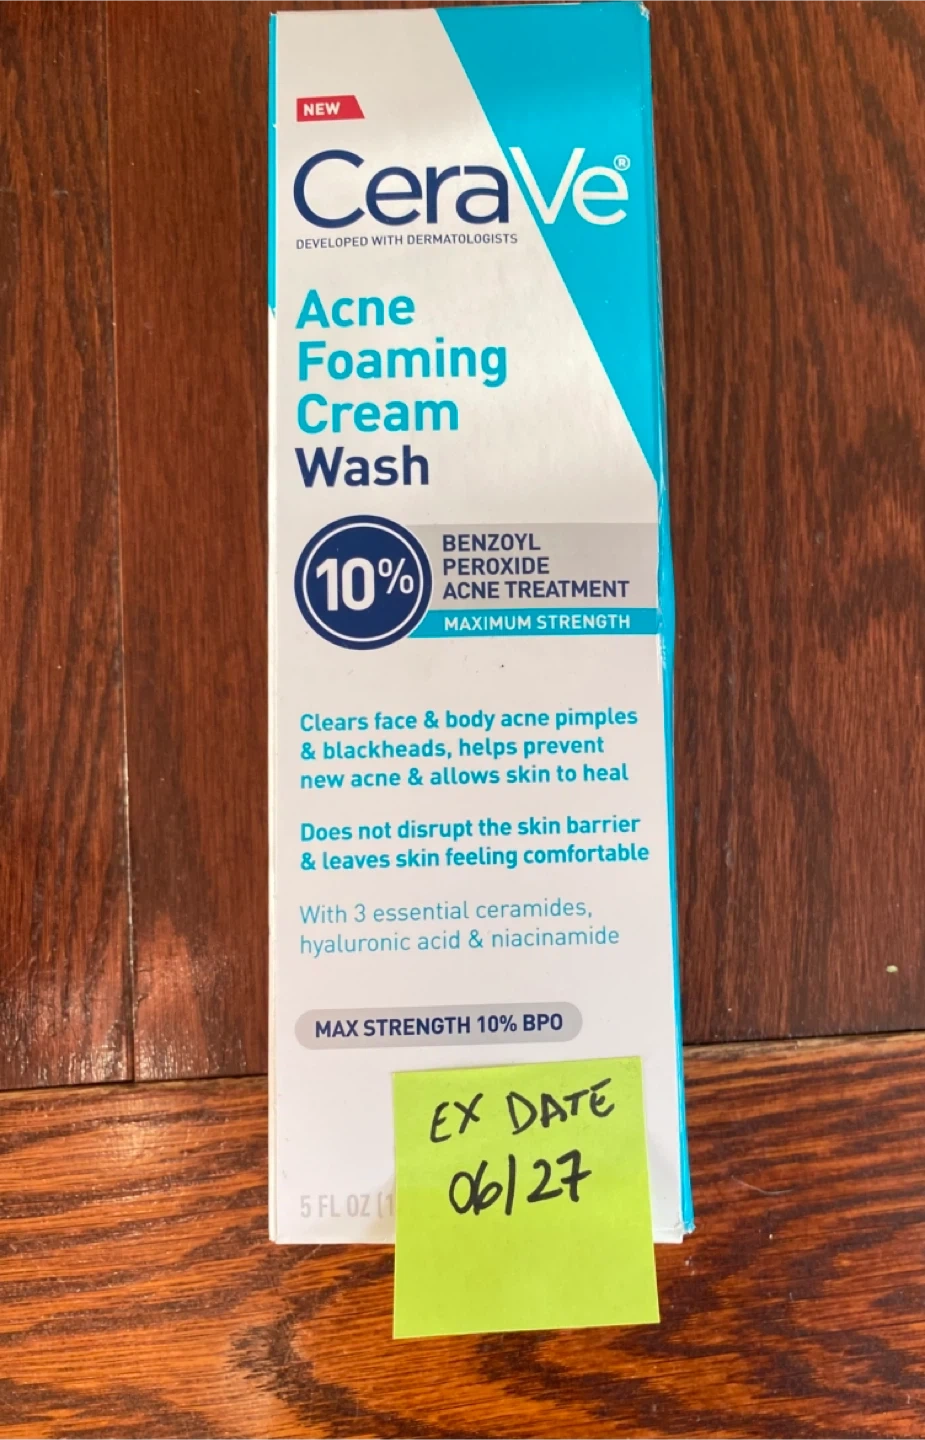 NEW
CeraVe®
DEVELOPED WITH DERMATOLOGISTS
Acne
Foaming
Cream
Wash
10%
BENZOYL
PEROXIDE
ACNE TREATMENT
MAXIMUM STRENGTH
Clears face & body acne pimples
& blackheads, helps prevent
new acne & allows skin to heal
Does not disrupt the skin barrier
& leaves skin feeling comfortable
With 3 essential ceramides,
hyaluronic acid & niacinamide
MAX STRENGTH 10% BPO
5 FL OZ (1
EX DATE
06/27